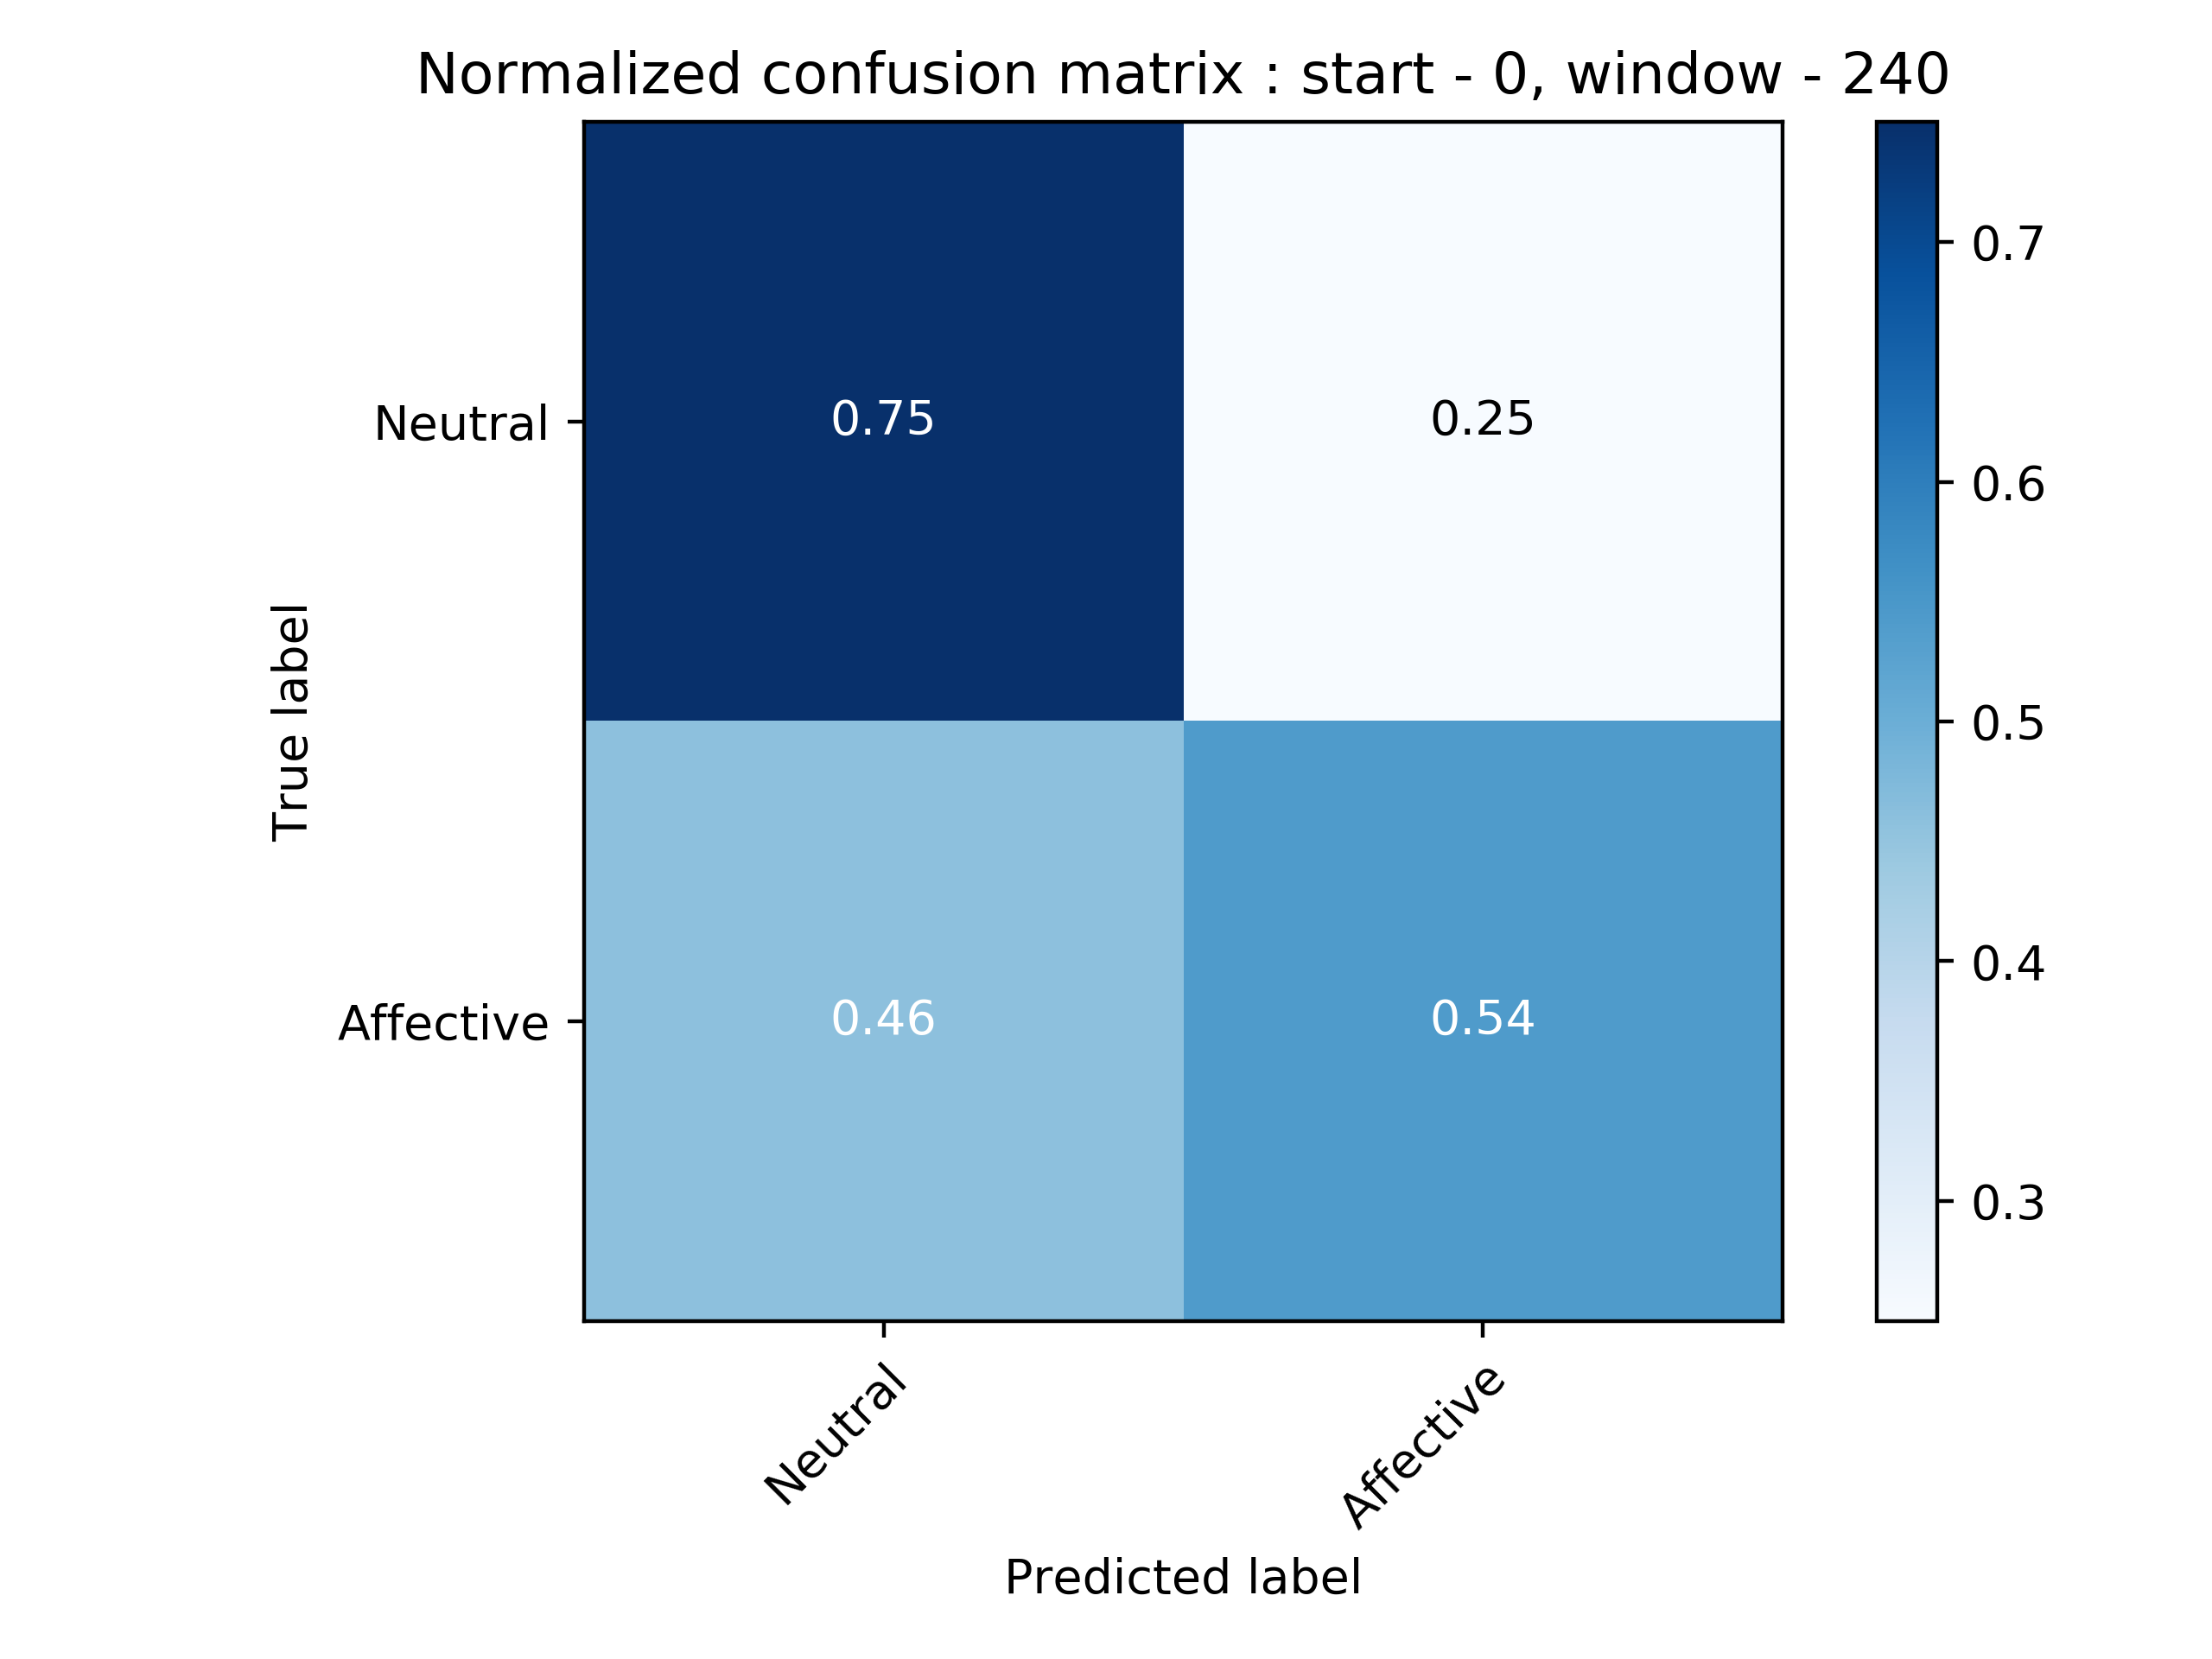 Normalized confusion matrix : start - 0, window - 240
0.7
Neutral
0.75
0.25
0.6
True label
0.5
0.4
Affective
0.46
0.54
0.3
Neutral
Affective
Predicted label